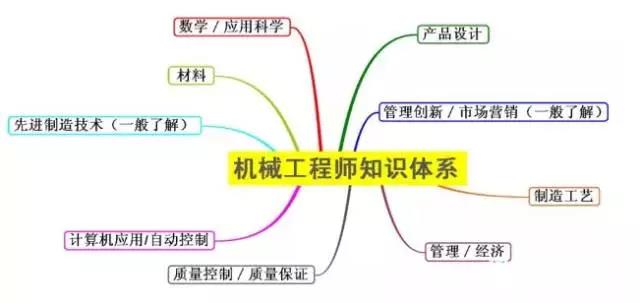 数学／应用科学
产品设计
材料
管理创新／市场营销（一般了解）
先进制造技术（一般了解）
机械工程师知识体系
制造工艺
计算机应用/自动控制
管理／经济
质量控制／质量保证